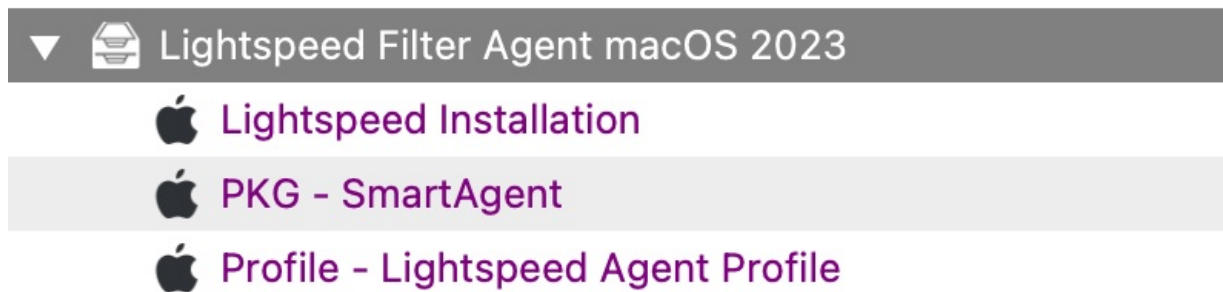 Lightspeed Filter Agent macOS 2023
Lightspeed Installation
PKG - SmartAgent
Profile - Lightspeed Agent Profile